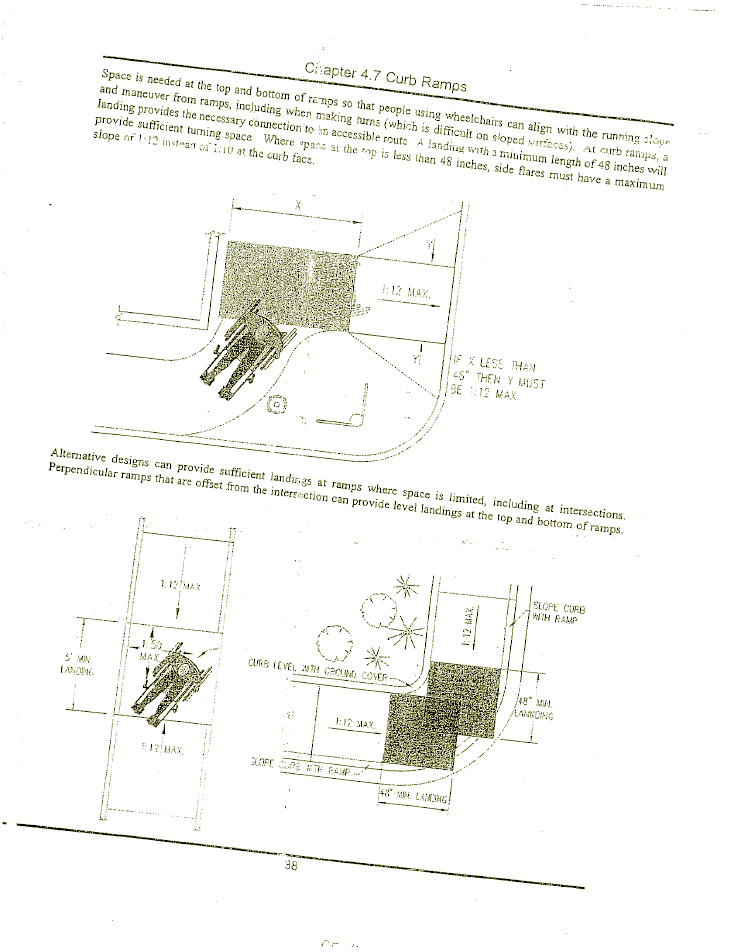 Chapter 4.7 Curb Ramps
Space is needed at the top and bottom of ramps so that people using wheelchairs can align with the running slope
and maneuver from ramps, including when making turns (which is difficult on sloped surfaces). At curb ramps, a
landing provides the necessary connection to an accessible route. A landing with a minimum length of 48 inches will
provide sufficient turning space. Where space at the top is less than 48 inches, side flares must have a maximum
slope of 1:12 instead of 1:10 at the curb face.
X
Y
1:12 MAX.
Y
IF X LESS THAN
48" THEN Y MUST
BE 1:12 MAX.
Alternative designs can provide sufficient landings at ramps where space is limited, including at intersections.
Perpendicular ramps that are offset from the intersection can provide level landings at the top and bottom of ramps.
1:12 MAX
1:50
MAX
5' MIN
LANDING
1:12 MAX.
1:12 MAX
SLOPE CURB
WITH RAMP
CURB LEVEL WITH GROUND COVER
48" MIN.
LANDING
1:12 MAX.
SLOPE CURB WITH RAMP
48" MIN. LANDING
38